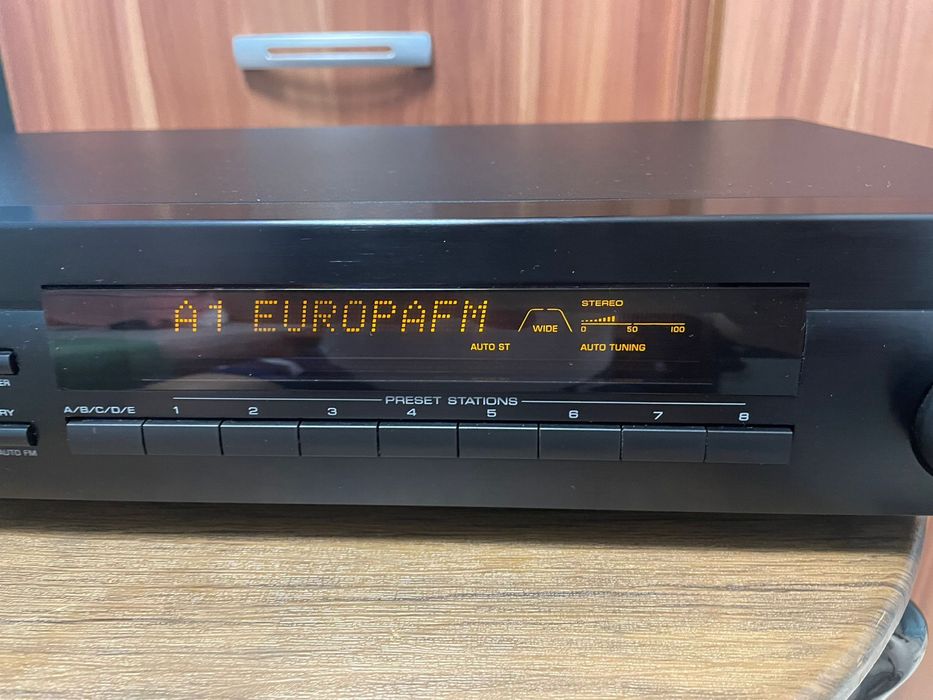 STEREO
A1 EUROPAFM
WIDE
0 50 100
AUTO ST
AUTO TUNING
PRESET STATIONS
A/B/C/D/E 1 2 3 4 5 6 7 8
AUTO FM